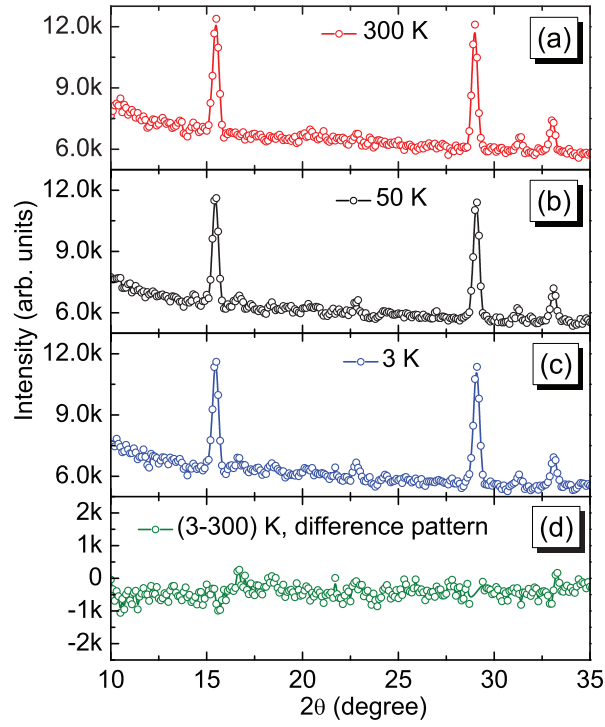 12.0k
300 K
(a)
9.0k
6.0k
12.0k
50 K
(b)
9.0k
6.0k
12.0k
3 K
(c)
9.0k
6.0k
2k
(3-300) K, difference pattern
(d)
1k
0
-1k
-2k
10
15
20
25
30
35
2θ (degree)
Intensity (arb. units)